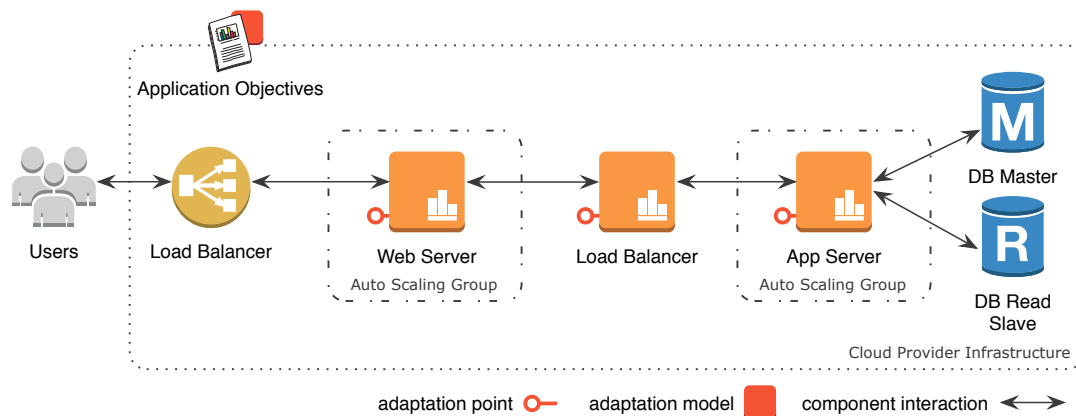 Application Objectives
M
DB Master
R
Users
Load Balancer
Web Server
Load Balancer
App Server
Auto Scaling Group
Auto Scaling Group
DB Read
Slave
Cloud Provider Infrastructure
adaptation point
adaptation model
component interaction